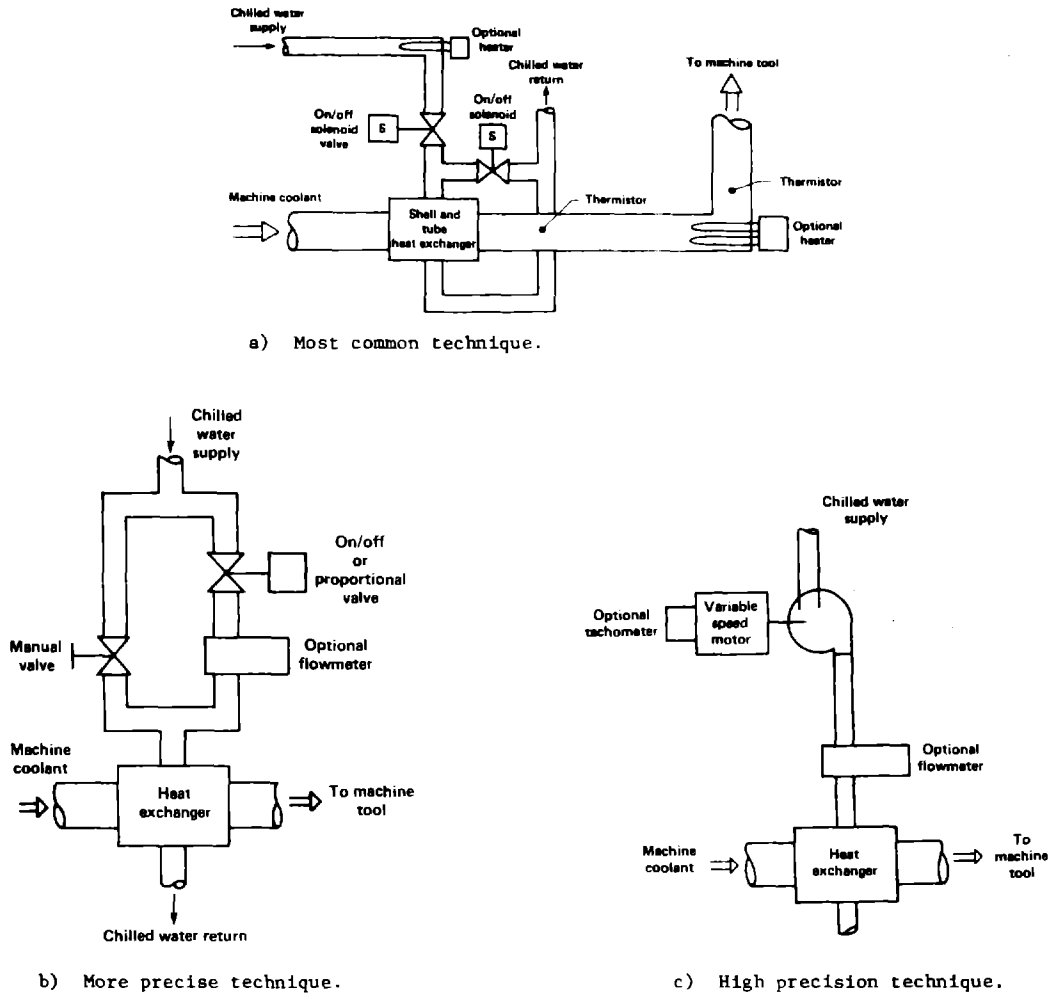 Chilled water
supply
Optional
heater
Chilled water
return
To machine tool
On/off
solenoid
valve
S
On/off
solenoid
S
Thermistor
Machine coolant
Shell and
tube
heat exchanger
Thermistor
Optional
heater
a) Most common technique.
Chilled
water
supply
On/off
or
proportional
valve
Manual
valve
Optional
flowmeter
Machine
coolant
Heat
exchanger
To machine
tool
Chilled water return
b) More precise technique.
Chilled water
supply
Optional
tachometer
Variable
speed
motor
Optional
flowmeter
Machine
coolant
Heat
exchanger
To
machine
tool
c) High precision technique.